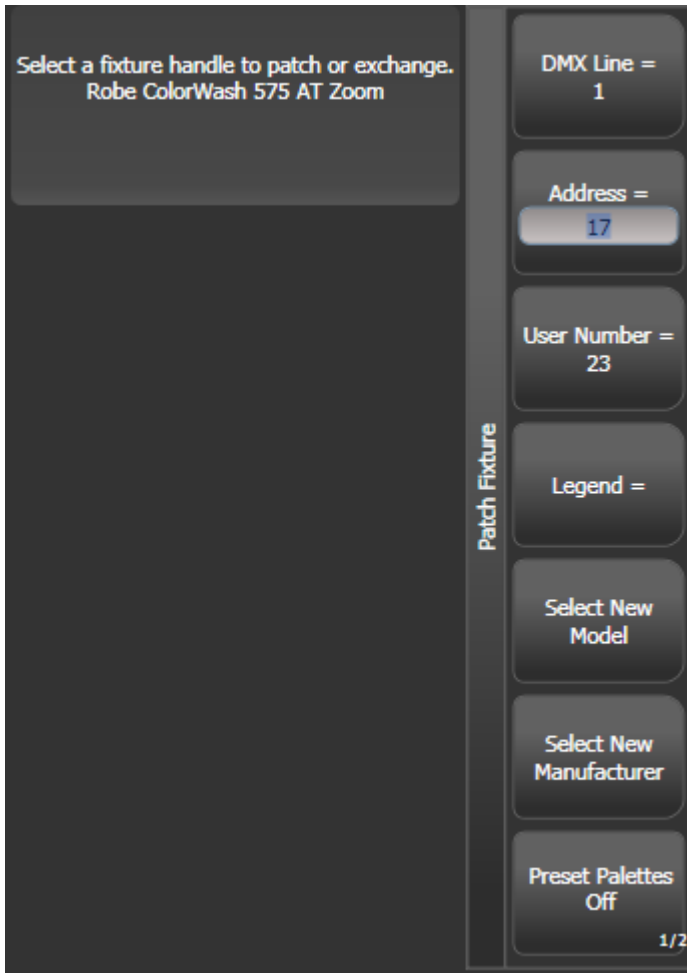 Select a fixture handle to patch or exchange.
Robe ColorWash 575 AT Zoom
Patch Fixture
DMX Line =
1
Address =
17
User Number =
23
Legend =
Select New
Model
Select New
Manufacturer
Preset Palettes
Off
1/2